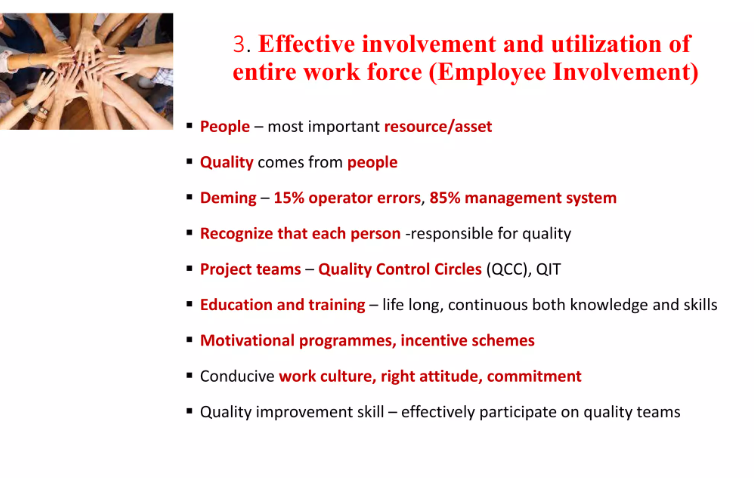 3. Effective involvement and utilization of
entire work force (Employee Involvement)
▪ People – most important resource/asset
▪ Quality comes from people
▪ Deming – 15% operator errors, 85% management system
▪ Recognize that each person -responsible for quality
▪ Project teams – Quality Control Circles (QCC), QIT
▪ Education and training – life long, continuous both knowledge and skills
▪ Motivational programmes, incentive schemes
▪ Conducive work culture, right attitude, commitment
▪ Quality improvement skill – effectively participate on quality teams